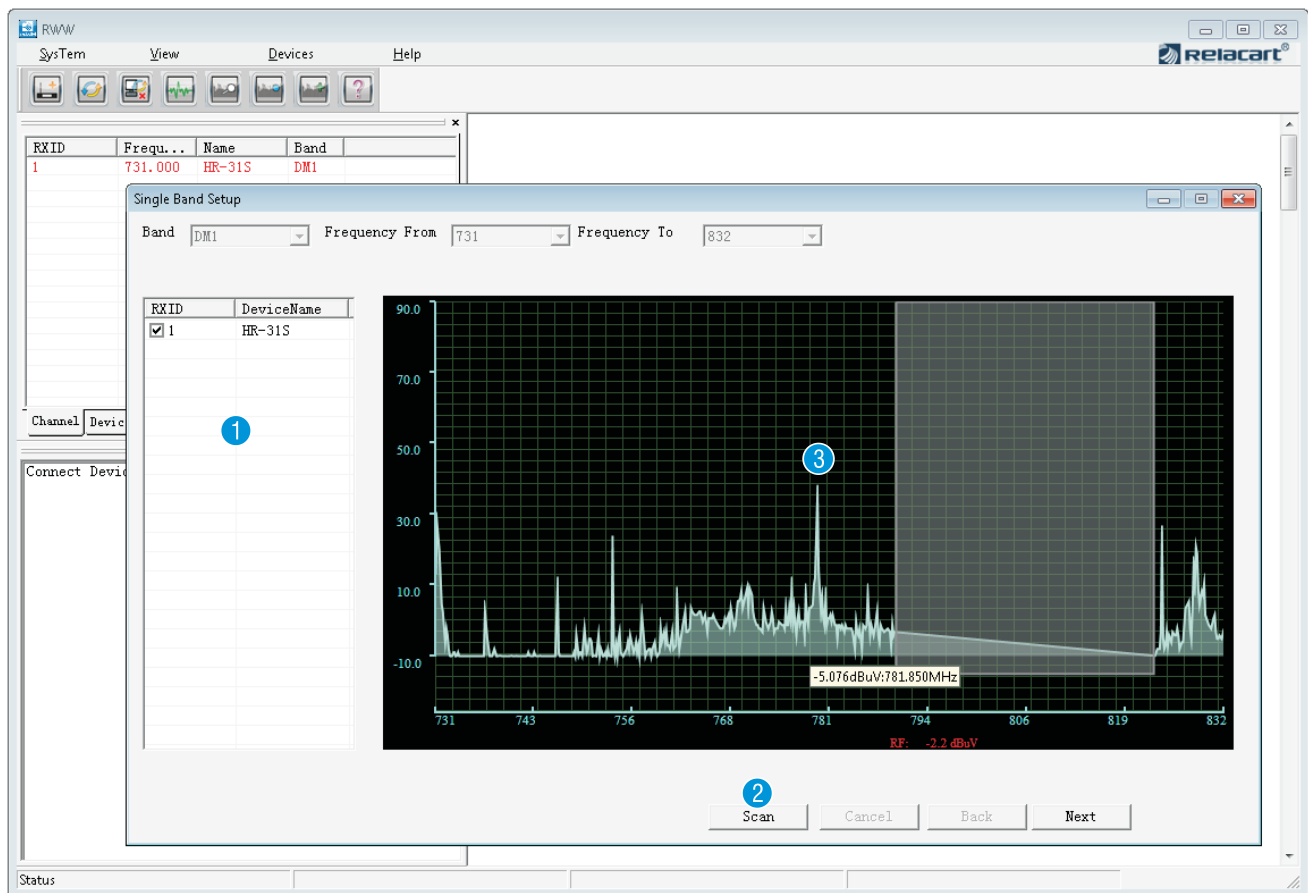 RWW
SysTem View Devices Help
Relacart®
RXID Frequ... Name Band
1 731.000 HR-31S DM1
Single Band Setup
Band DM1 Frequency From 731 Frequency To 832
RXID DeviceName
1 HR-31S
1
Channel Devic
Connect Devic
90.0
70.0
50.0
3
30.0
10.0
-10.0
-5.076dBuV:781.850MHz
731 743 756 768 781 794 806 819 832
RF: -2.2 dBuV
2
Scan Cancel Back Next
Status